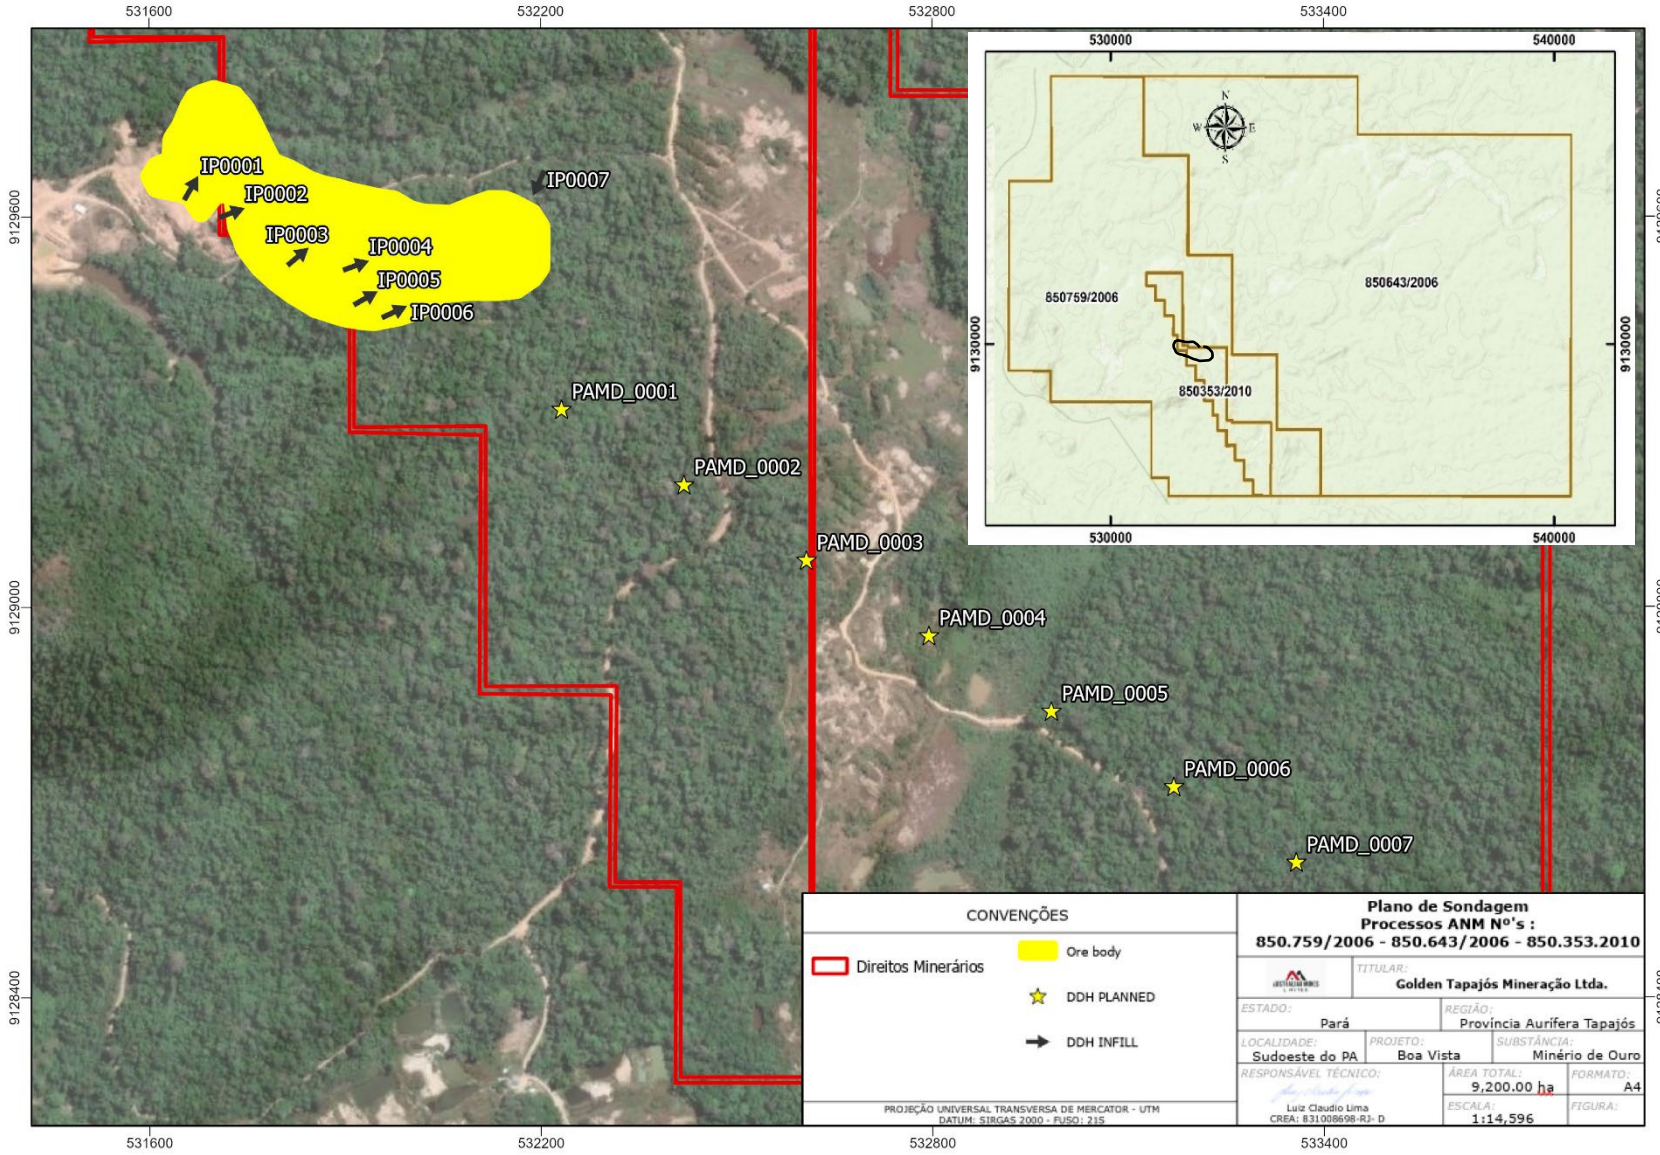 531600
532200
532800
533400
9129600
9129000
9128400
IP0001
IP0002
IP0003
IP0004
IP0005
IP0006
IP0007
PAMD_0001
PAMD_0002
PAMD_0003
PAMD_0004
PAMD_0005
PAMD_0006
PAMD_0007
530000
540000
N
W
E
S
850759/2006
850643/2006
850353/2010
9130000
9130000
530000
540000
CONVENÇÕES
Direitos Minerários
Ore body
DDH PLANNED
DDH INFILL
PROJEÇÃO UNIVERSAL TRANSVERSA DE MERCATOR - UTM
DATUM: SIRGAS 2000 - FUSO: 21S
Plano de Sondagem
Processos ANM Nº's :
850.759/2006 - 850.643/2006 - 850.353.2010
AUSTRALIAN MINES
LIMITED
TITULAR:
Golden Tapajós Mineração Ltda.
ESTADO:
Pará
REGIÃO:
Província Aurífera Tapajós
LOCALIDADE:
Sudoeste do PA
PROJETO:
Boa Vista
SUBSTÂNCIA:
Minério de Ouro
RESPONSÁVEL TÉCNICO:
Luiz Claudio Lima
CREA: 831008698-RJ- D
ÁREA TOTAL:
9,200.00 ha
FORMATO:
A4
ESCALA:
1:14,596
FIGURA:
531600
532200
532800
533400